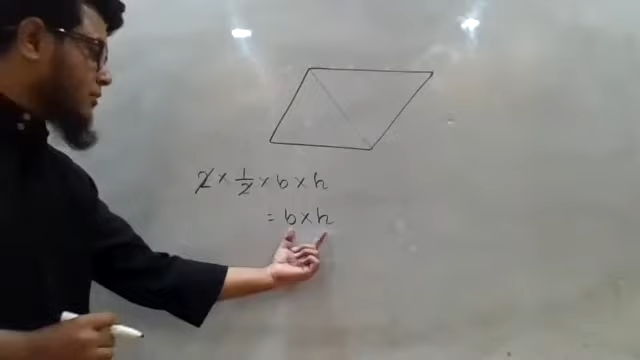 2 × 1/2 × b × h
= b × h